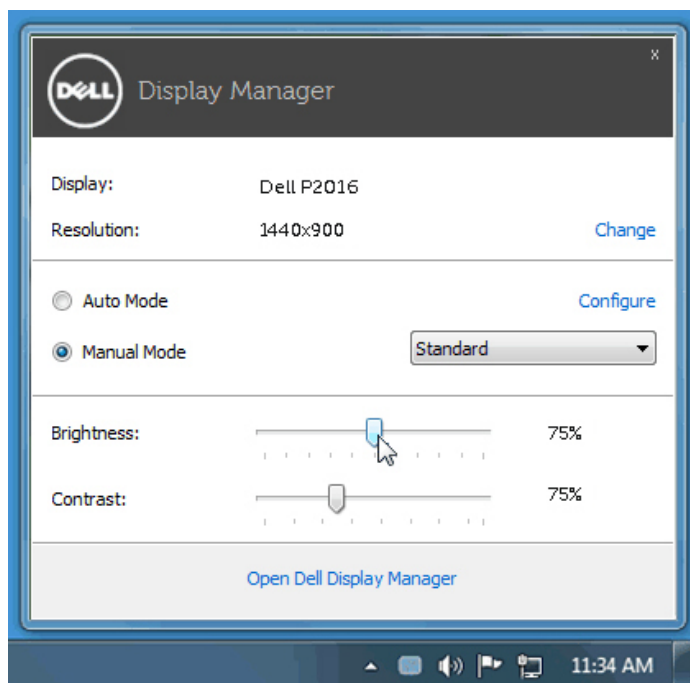 x
DELL Display Manager
Display: Dell P2016
Resolution: 1440x900 Change
Auto Mode Configure
Manual Mode Standard
Brightness: 75%
Contrast: 75%
Open Dell Display Manager
11:34 AM